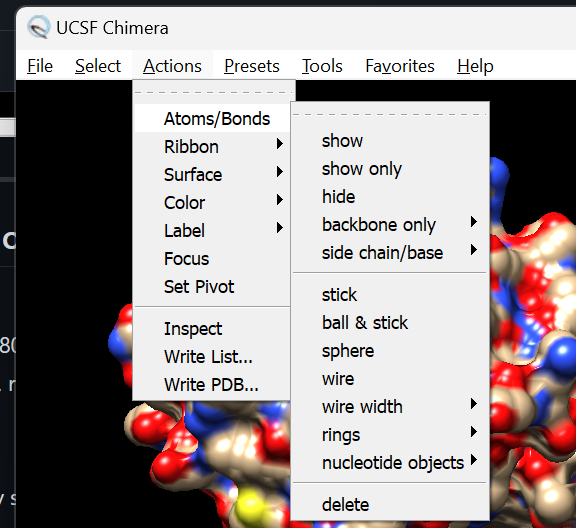 UCSF Chimera
File Select Actions Presets Tools Favorites Help
Atoms/Bonds
Ribbon
Surface
Color
Label
Focus
Set Pivot
Inspect
Write List...
Write PDB...
show
show only
hide
backbone only
side chain/base
stick
ball & stick
sphere
wire
wire width
rings
nucleotide objects
delete